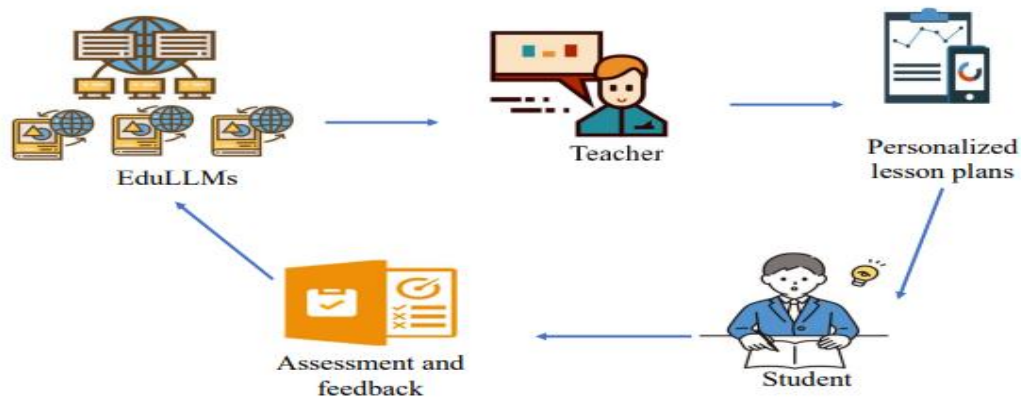 EduLLMs
Teacher
Personalized
lesson plans
Assessment and
feedback
Student